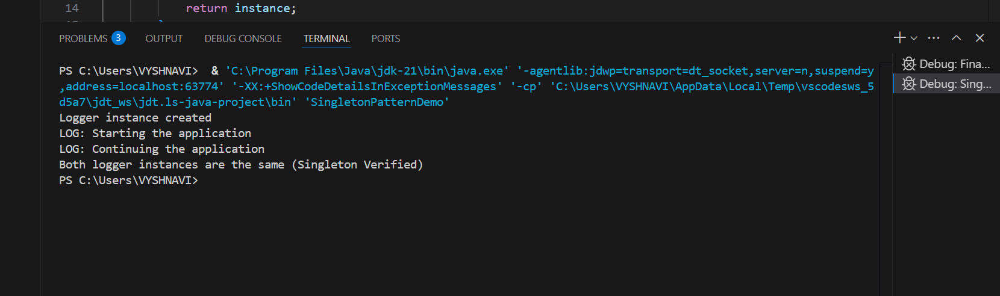 14 return instance;
PROBLEMS 3 OUTPUT DEBUG CONSOLE TERMINAL PORTS
PS C:\Users\VYSHNAVI>  & 'C:\Program Files\Java\jdk-21\bin\java.exe' '-agentlib:jdwp=transport=dt_socket,server=n,suspend=y
,address=localhost:63774' '-XX:+ShowCodeDetailsInExceptionMessages' '-cp' 'C:\Users\VYSHNAVI\AppData\Local\Temp\vscodesws_5
d5a7\jdt_ws\jdt.ls-java-project\bin' 'SingletonPatternDemo'
Logger instance created
LOG: Starting the application
LOG: Continuing the application
Both logger instances are the same (Singleton Verified)
PS C:\Users\VYSHNAVI>
Debug: Fina...
Debug: Sing...